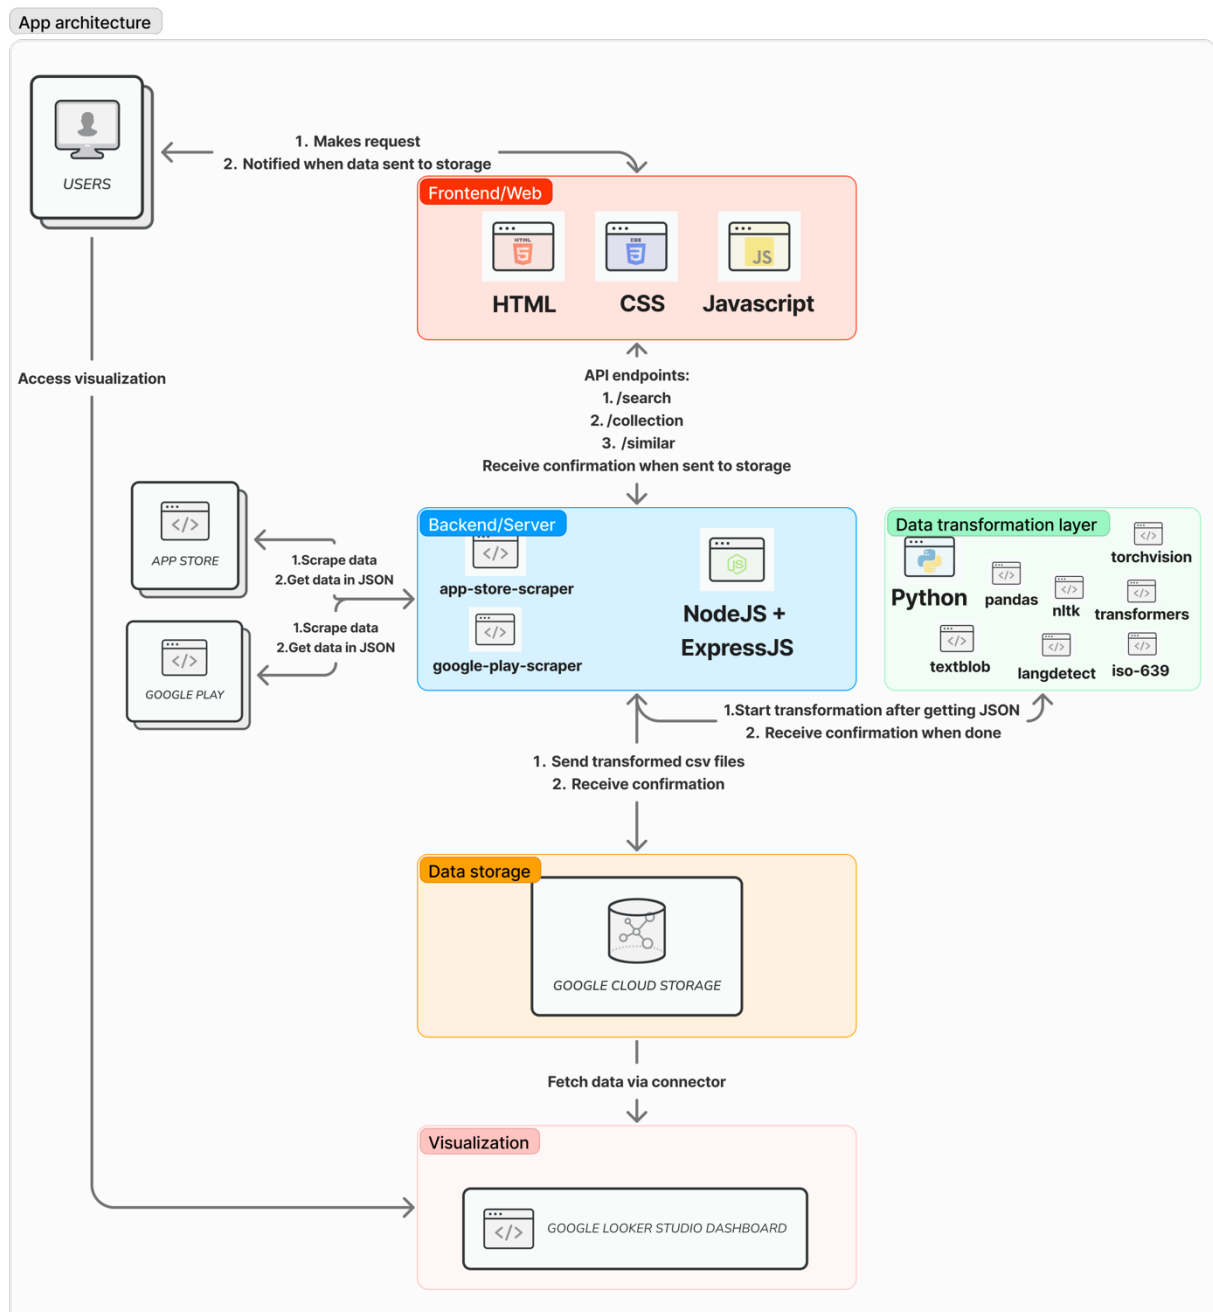 App architecture
USERS
1. Makes request
2. Notified when data sent to storage
Frontend/Web
HTML
CSS
JS
HTML
CSS
Javascript
Access visualization
API endpoints:
1. /search
2. /collection
3. /similar
Receive confirmation when sent to storage
APP STORE
1.Scrape data
2.Get data in JSON
1.Scrape data
2.Get data in JSON
GOOGLE PLAY
Backend/Server
app-store-scraper
google-play-scraper
JS
NodeJS +
ExpressJS
Data transformation layer
Python
pandas
nltk
torchvision
transformers
textblob
langdetect
iso-639
1.Start transformation after getting JSON
2. Receive confirmation when done
1. Send transformed csv files
2. Receive confirmation
Data storage
GOOGLE CLOUD STORAGE
Fetch data via connector
Visualization
GOOGLE LOOKER STUDIO DASHBOARD